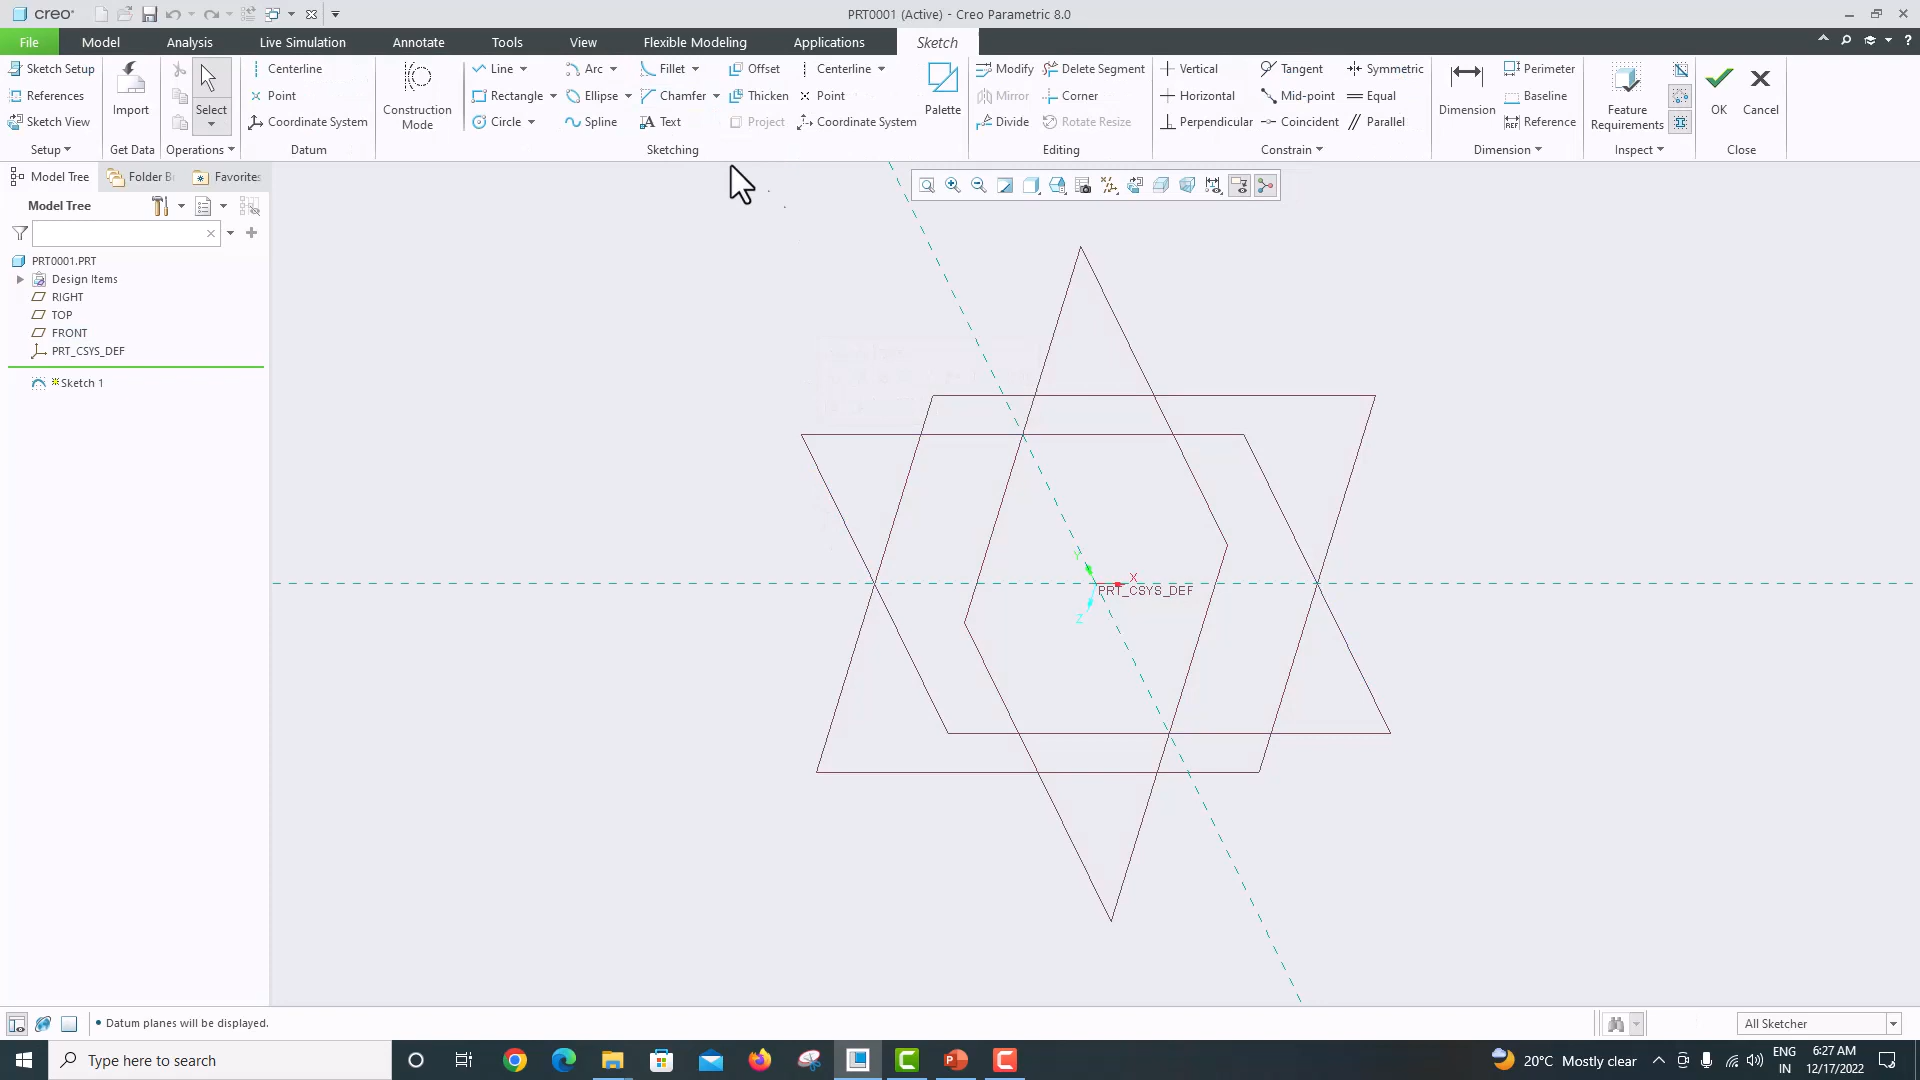 creo
PRT0001 (Active) - Creo Parametric 8.0
File Model Analysis Live Simulation Annotate Tools View Flexible Modeling Applications Sketch
Sketch Setup
References
Sketch View
Setup
Import
Get Data
Select
Operations
Centerline
Point
Coordinate System
Datum
Construction
Mode
Line
Rectangle
Circle
Arc
Ellipse
Spline
Fillet
Chamfer
Text
Offset
Thicken
Project
Centerline
Point
Coordinate System
Palette
Sketching
Modify
Mirror
Divide
Delete Segment
Corner
Rotate Resize
Editing
Vertical
Horizontal
Perpendicular
Tangent
Mid-point
Coincident
Symmetric
Equal
Parallel
Constrain
Dimension
Perimeter
Baseline
Reference
Dimension
Feature
Requirements
Inspect
OK
Cancel
Close
Model Tree
Folder B
Favorites
Model Tree
PRT0001.PRT
Design Items
RIGHT
TOP
FRONT
PRT_CSYS_DEF
Sketch 1
Y
X
PRT_CSYS_DEF
Z
Datum planes will be displayed.
All Sketcher
Type here to search
20°C Mostly clear
ENG
IN
6:27 AM
12/17/2022